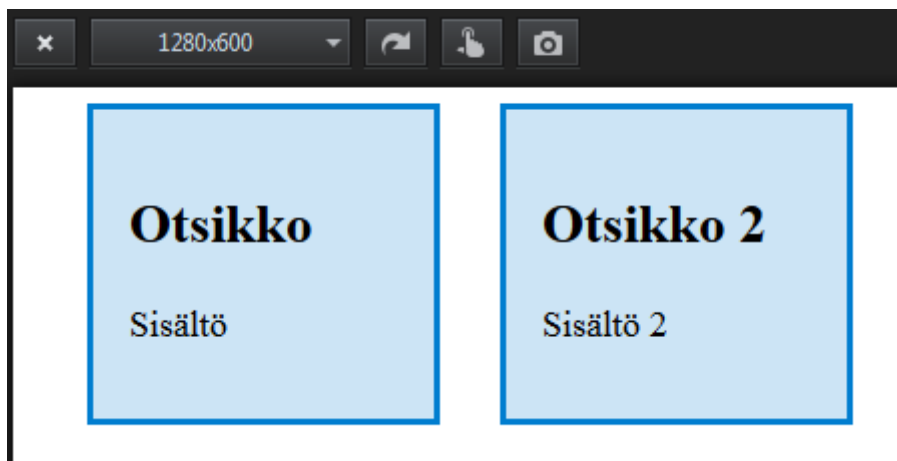 1280x600
Otsikko
Sisältö
Otsikko 2
Sisältö 2